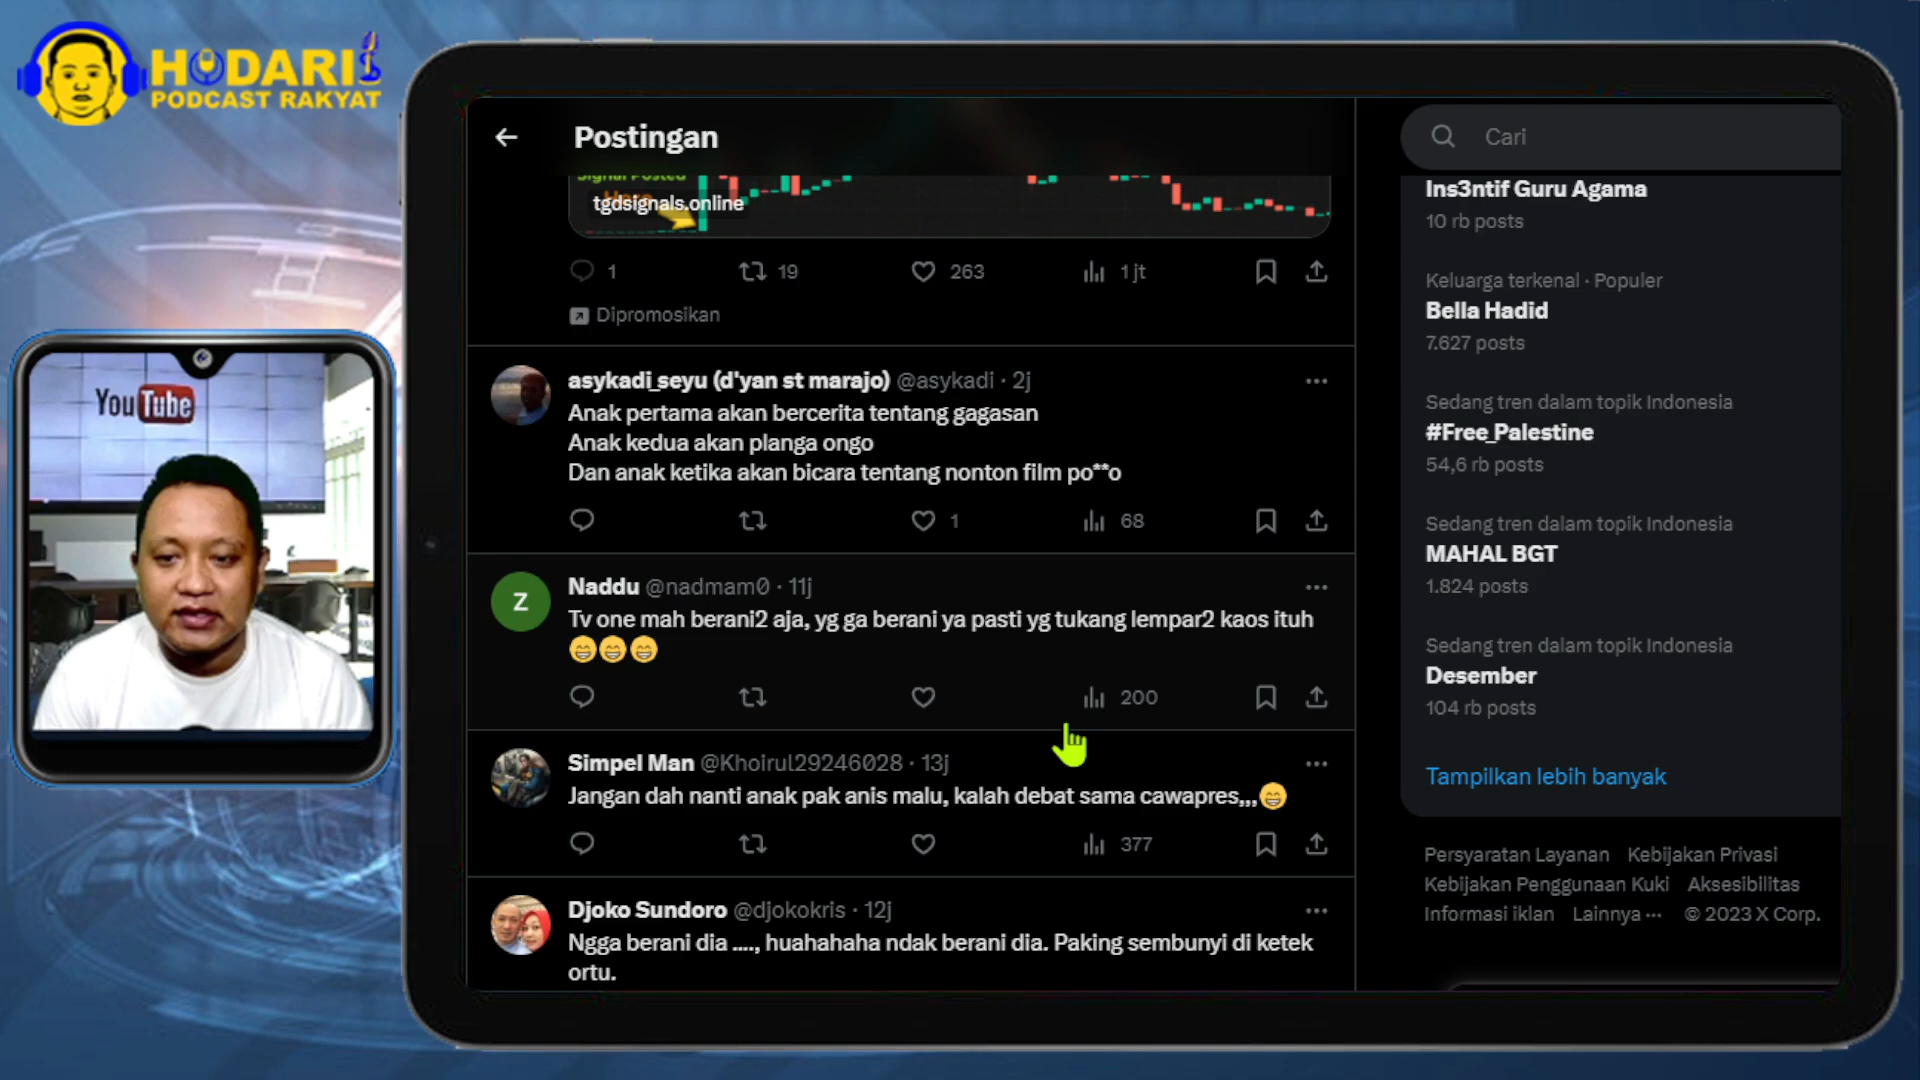 HODARI
PODCAST RAKYAT
YouTube
Postingan
Signal Posted
Here
tgdsignals.online
1
19
263
1 jt
Dipromosikan
asykadi_seyu (d'yan st marajo) @asykadi · 2j
Anak pertama akan bercerita tentang gagasan
Anak kedua akan planga ongo
Dan anak ketika akan bicara tentang nonton film po**o
1
68
Z
Naddu @nadmam0 · 11j
Tv one mah berani2 aja, yg ga berani ya pasti yg tukang lempar2 kaos ituh
😁😁😁
200
Simpel Man @Khoirul29246028 · 13j
Jangan dah nanti anak pak anis malu, kalah debat sama cawapres,,,😁
377
Djoko Sundoro @djokokris · 12j
Ngga berani dia ...., huahahaha ndak berani dia. Paking sembunyi di ketek
ortu.
Cari
Ins3ntif Guru Agama
10 rb posts
Keluarga terkenal · Populer
Bella Hadid
7.627 posts
Sedang tren dalam topik Indonesia
#Free_Palestine
54,6 rb posts
Sedang tren dalam topik Indonesia
MAHAL BGT
1.824 posts
Sedang tren dalam topik Indonesia
Desember
104 rb posts
Tampilkan lebih banyak
Persyaratan Layanan Kebijakan Privasi
Kebijakan Penggunaan Kuki Aksesibilitas
Informasi iklan Lainnya ··· © 2023 X Corp.